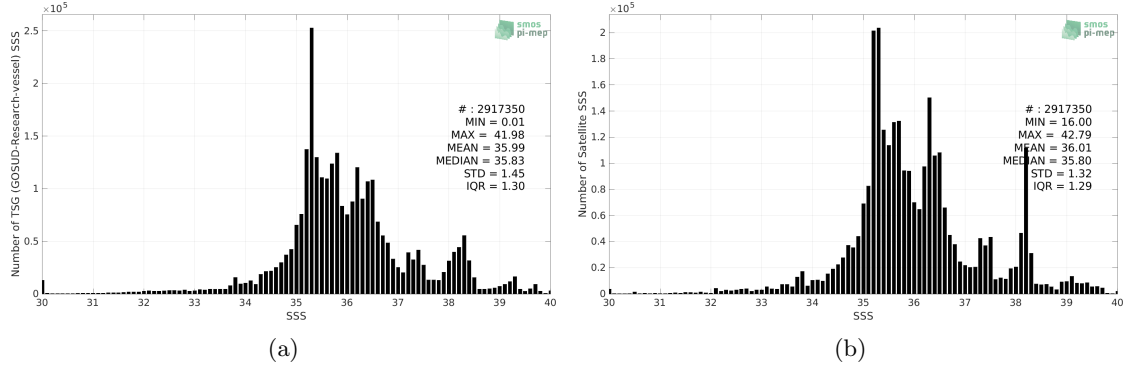 ×10⁵
2.5
2
1.5
1
0.5
0
30 31 32 33 34 35 36 37 38 39 40
SSS
Number of TSG (GOSUD-Research-vessel) SSS
smos
pi-mep
# : 2917350
MIN = 0.01
MAX = 41.98
MEAN = 35.99
MEDIAN = 35.83
STD = 1.45
IQR = 1.30
(a)
×10⁵
2
1.8
1.6
1.4
1.2
1
0.8
0.6
0.4
0.2
0
30 31 32 33 34 35 36 37 38 39 40
SSS
Number of Satellite SSS
smos
pi-mep
# : 2917350
MIN = 16.00
MAX = 42.79
MEAN = 36.01
MEDIAN = 35.80
STD = 1.32
IQR = 1.29
(b)